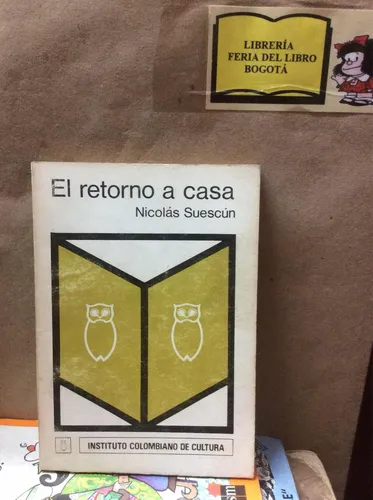 LIBRERÍA
FERIA DEL LIBRO
BOGOTÁ
El retorno a casa
Nicolás Suescún
INSTITUTO COLOMBIANO DE CULTURA